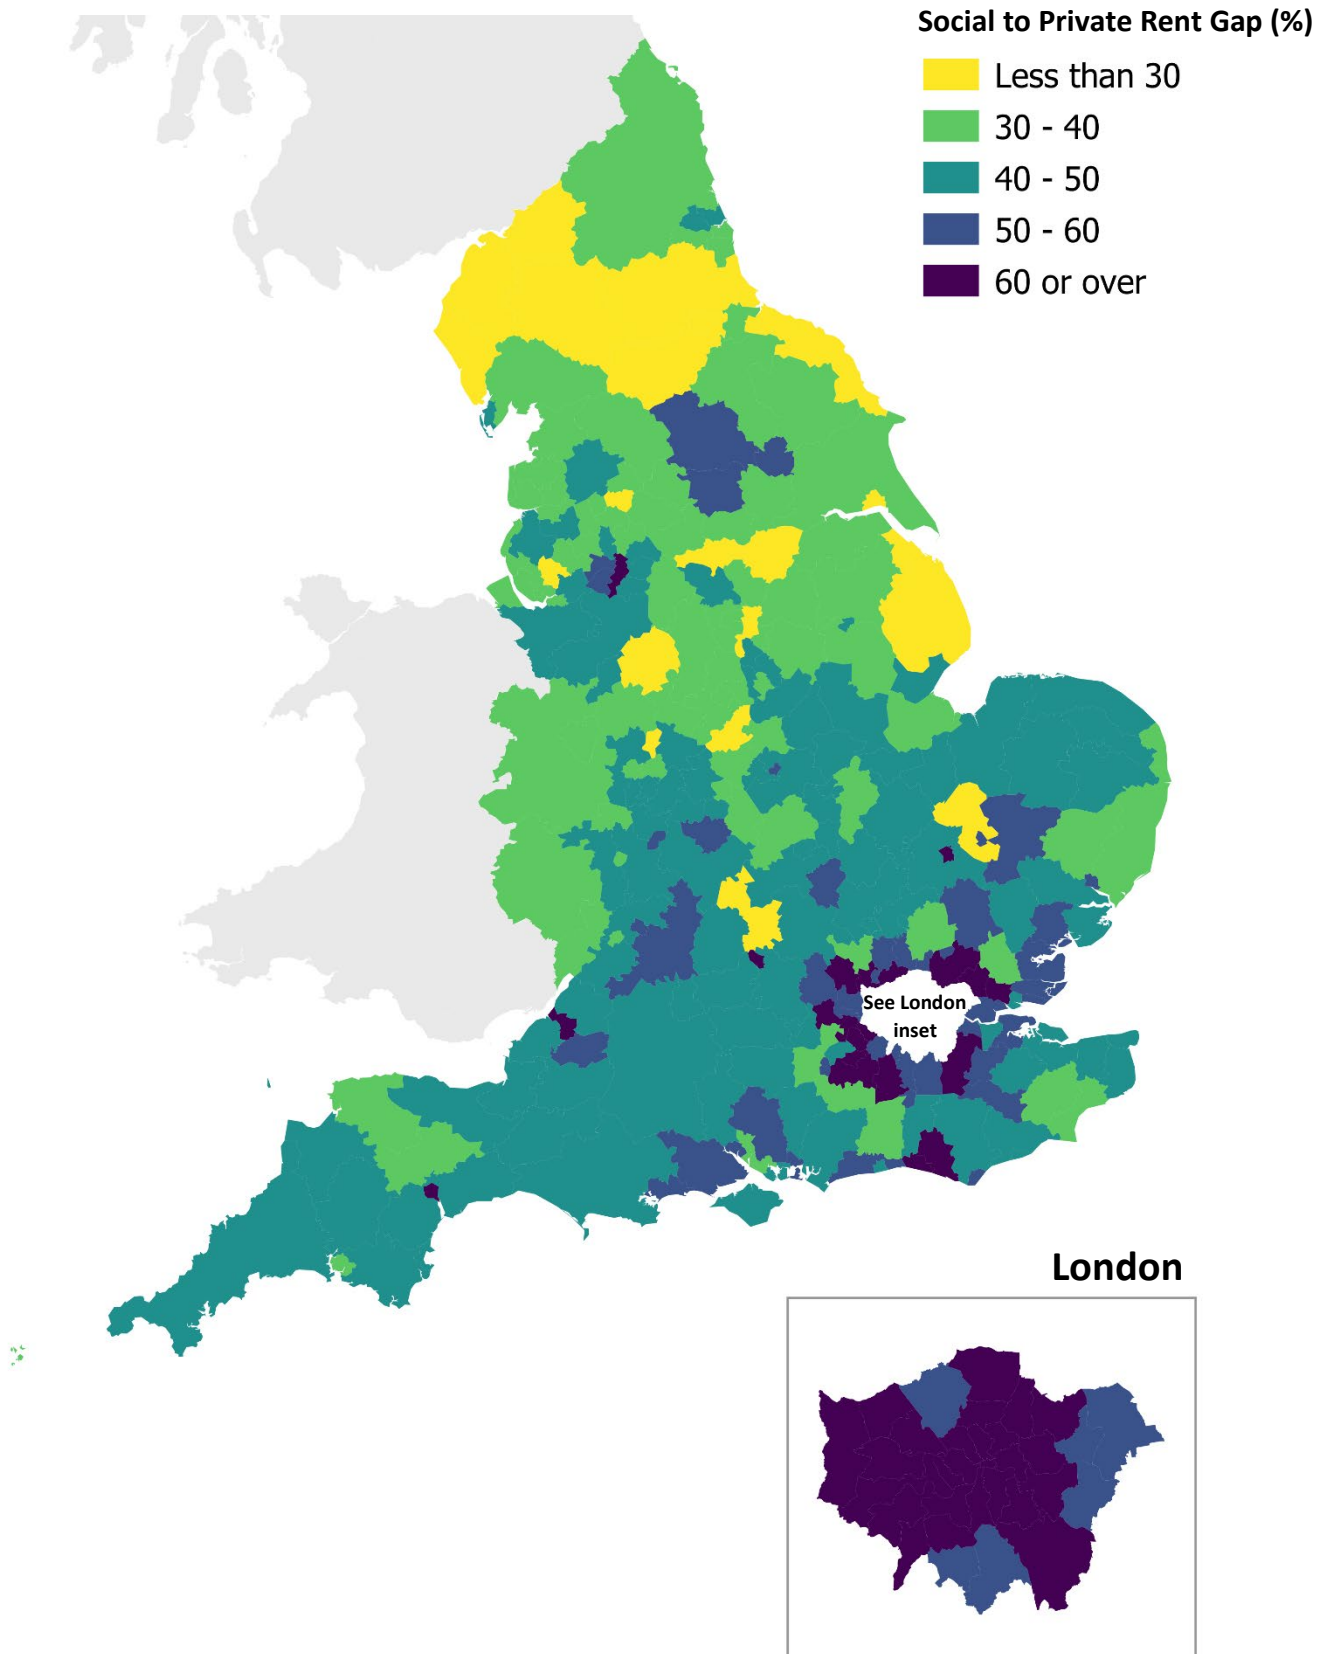 Social to Private Rent Gap (%)
Less than 30
30 - 40
40 - 50
50 - 60
60 or over
See London
inset
London